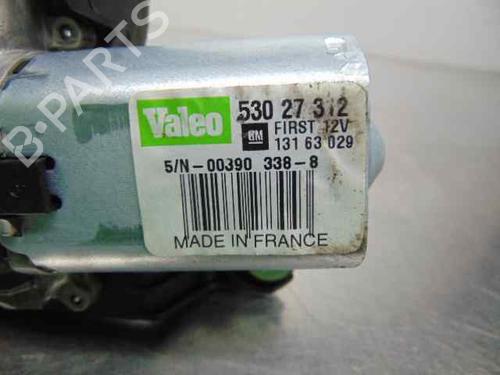 Valeo
530 27 312
GM
FIRST 12V
131 63 029
S/N-00390 338-8
MADE IN FRANCE
B-Parts